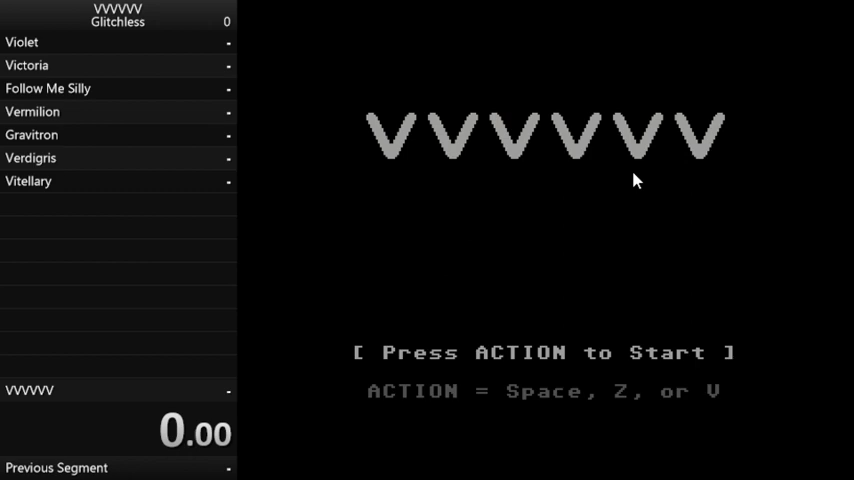 VVVVVV
Glitchless 0
Violet -
Victoria -
Follow Me Silly -
Vermilion -
Gravitron -
Verdigris -
Vitellary -
VVVVVV -
0.00
Previous Segment -
VVVVVV
[ Press ACTION to Start ]
ACTION = Space, Z, or V